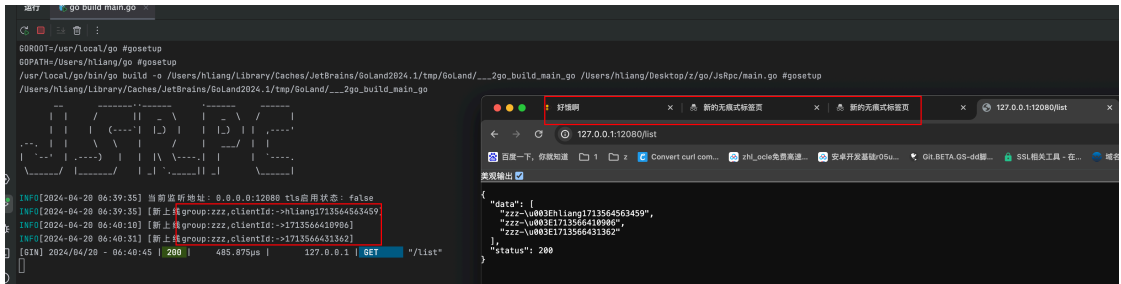 运行
go build main.go
GOROOT=/usr/local/go #gosetup
GOPATH=/Users/hliang/go #gosetup
/usr/local/go/bin/go build -o /Users/hliang/Library/Caches/JetBrains/GoLand2024.1/tmp/GoLand/___2go_build_main_go /Users/hliang/Desktop/z/go/JsRpc/main.go #gosetup
/Users/hliang/Library/Caches/JetBrains/GoLand2024.1/tmp/GoLand/___2go_build_main_go
INFO[2024-04-20 06:39:35] 当前监听地址：0.0.0.0:12080 tls启用状态：false
INFO[2024-04-20 06:39:35] [新上线group:zzz,clientId:->hliang1713564563459]
INFO[2024-04-20 06:40:10] [新上线group:zzz,clientId:->1713566410906]
INFO[2024-04-20 06:40:31] [新上线group:zzz,clientId:->1713566431362]
[GIN] 2024/04/20 - 06:40:45 | 200 | 485.875µs | 127.0.0.1 | GET "/list"
好饿啊
新的无痕式标签页
新的无痕式标签页
127.0.0.1:12080/list
127.0.0.1:12080/list
百度一下，你就知道
1
z
Convert curl com...
zhl_ocle免费高速...
安卓开发基础r05u...
Git.BETA.GS-dd脚...
SSL相关工具 - 在...
域名
美观输出
{
"data": [
"zzz-\u003Ehliang1713564563459",
"zzz-\u003E1713566410906",
"zzz-\u003E1713566431362"
],
"status": 200
}